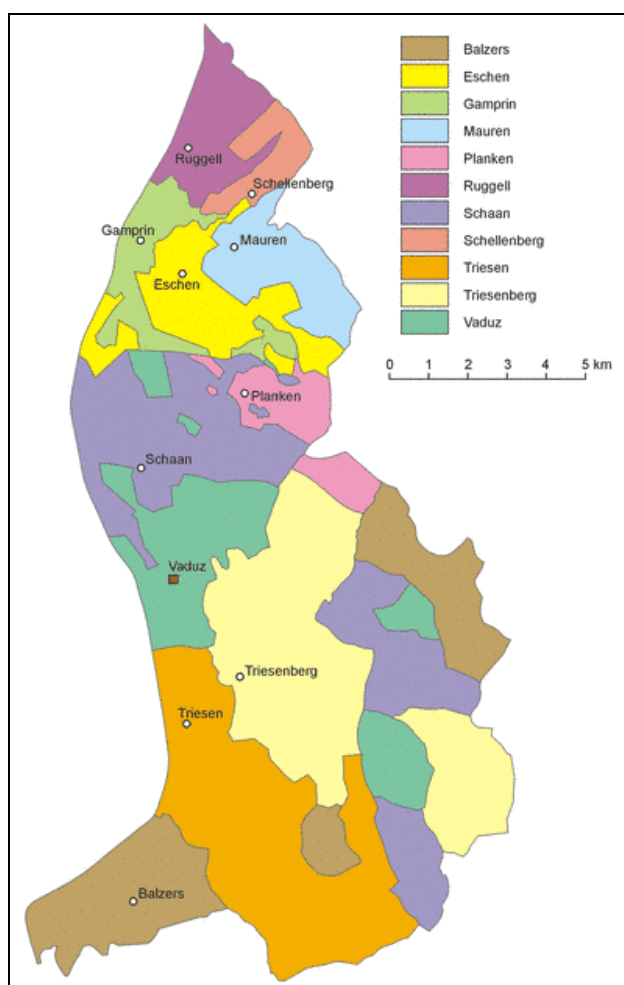 Balzers
Eschen
Gamprin
Mauren
Planken
Ruggell
Schaan
Schellenberg
Triesen
Triesenberg
Vaduz
0 1 2 3 4 5 km
Ruggell
Schellenberg
Gamprin
Mauren
Eschen
Planken
Schaan
Vaduz
Triesenberg
Triesen
Balzers